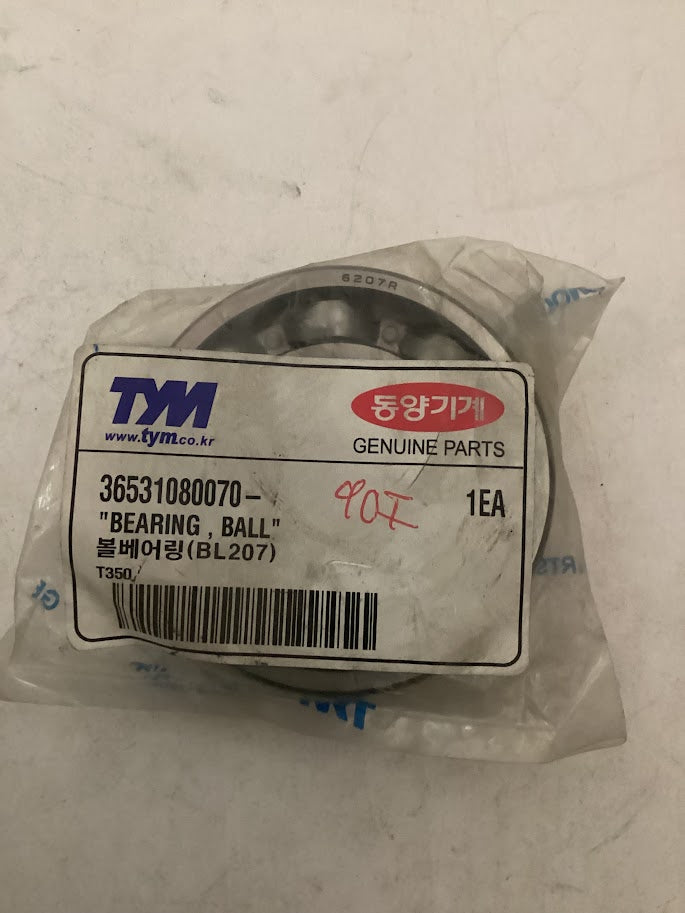 6207R
TYM
www.tym.co.kr
동양기계
GENUINE PARTS
36531080070-
90I
1EA
"BEARING , BALL"
볼베어링(BL207)
T350